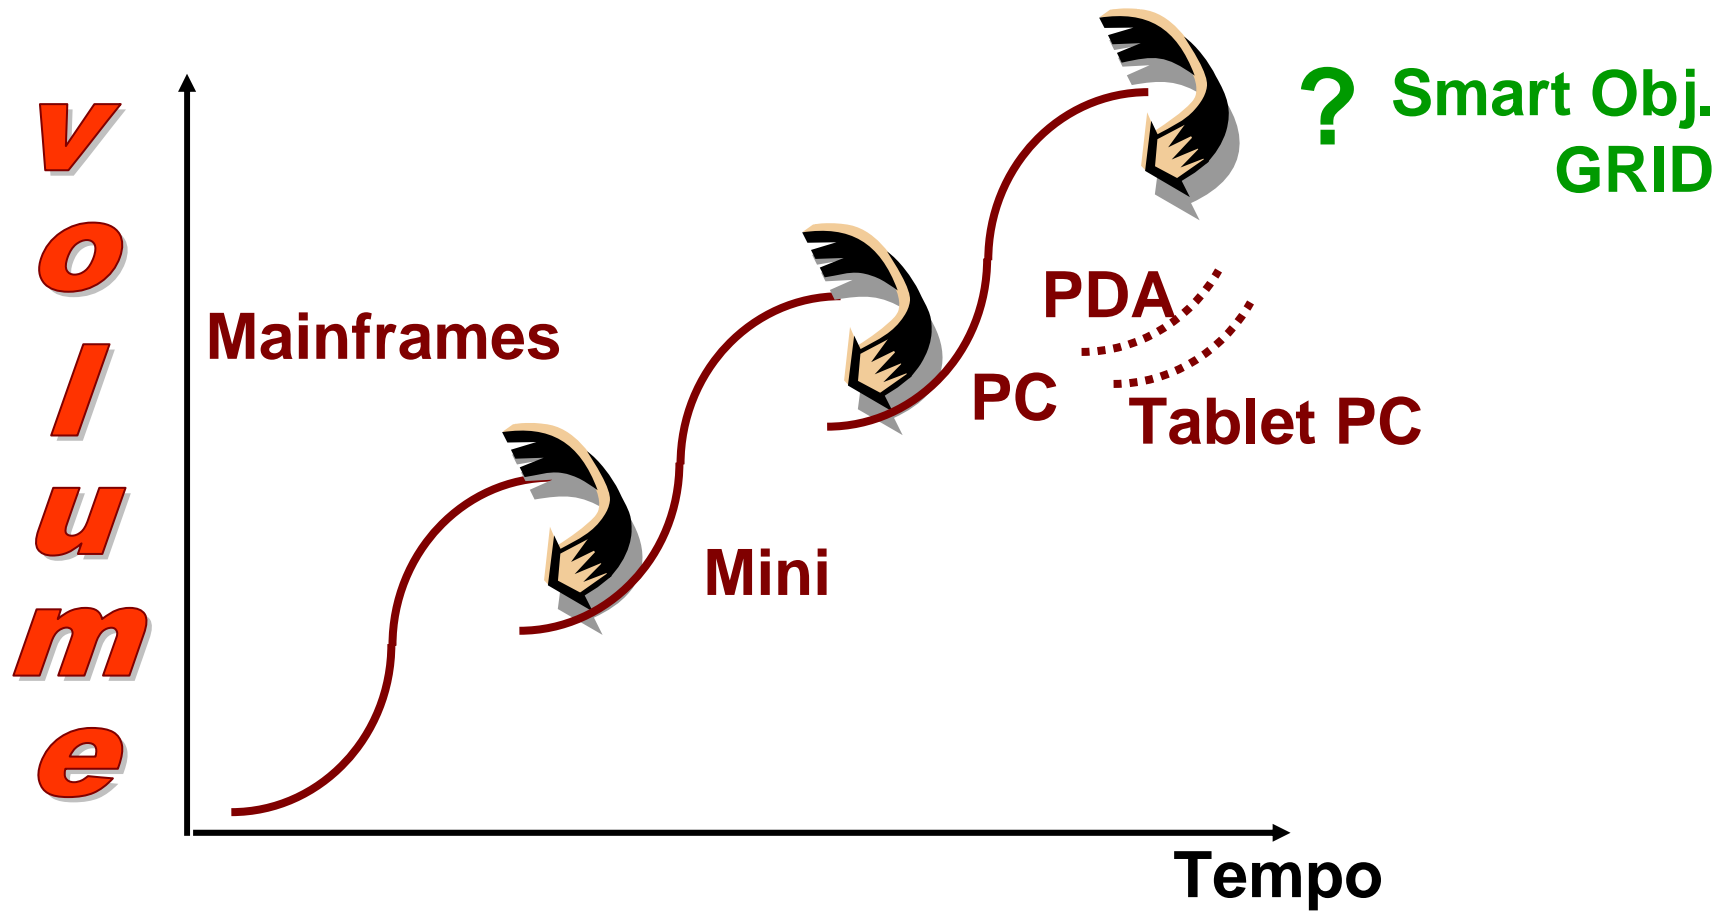 volume
? Smart Obj.
GRID
PDA
Mainframes
PC
Tablet PC
Mini
Tempo